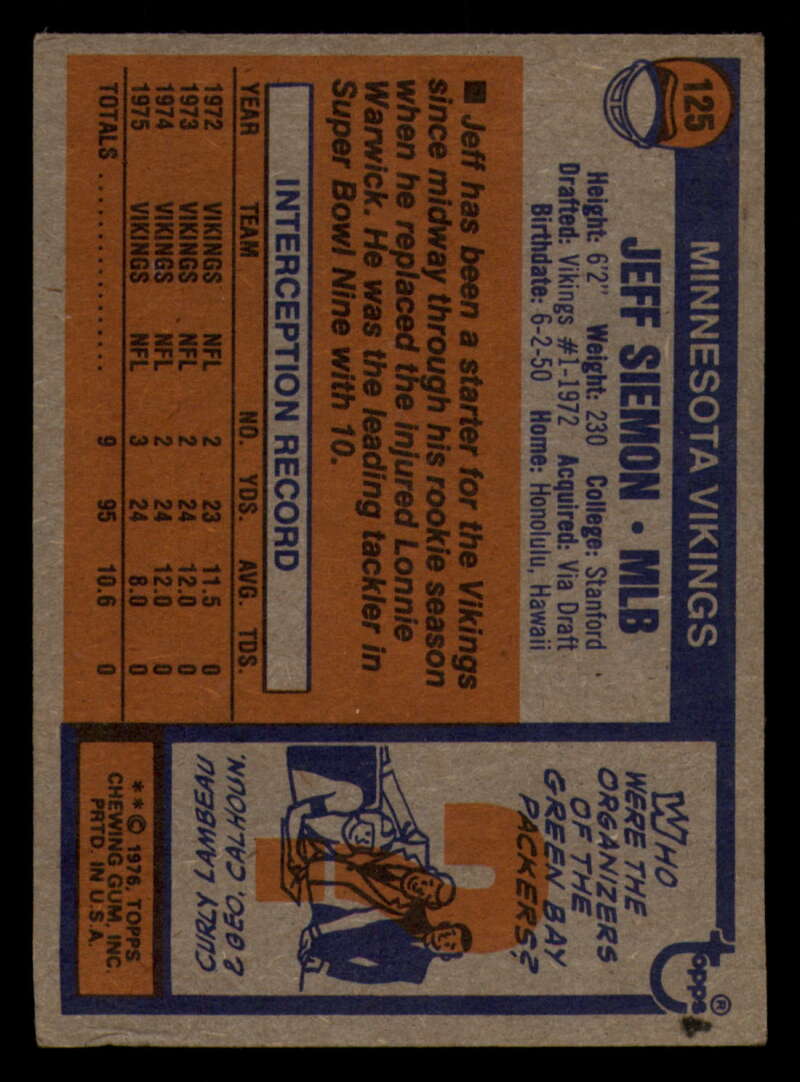 125
MINNESOTA VIKINGS
JEFF SIEMON • MLB
Height: 6'2" Weight: 230 College: Stanford
Drafted: Vikings #1-1972 Acquired: Via Draft
Birthdate: 6-2-50 Home: Honolulu, Hawaii
■ Jeff has been a starter for the Vikings
since midway through his rookie season
when he replaced the injured Lonnie
Warwick. He was the leading tackler in
Super Bowl Nine with 10.
INTERCEPTION RECORD
YEAR TEAM NO. YDS. AVG. TDS.
1972 VIKINGS NFL 2 23 11.5 0
1973 VIKINGS NFL 2 24 12.0 0
1974 VIKINGS NFL 2 24 12.0 0
1975 VIKINGS NFL 3 24 8.0 0
TOTALS .................... 9 95 10.6 0
topps®
WHO
WERE THE
ORGANIZERS
OF THE
GREEN BAY
PACKERS?
CURLY LAMBEAU
& GEO. CALHOUN.
**© 1976, TOPPS
CHEWING GUM, INC.
PRTD. IN U.S.A.